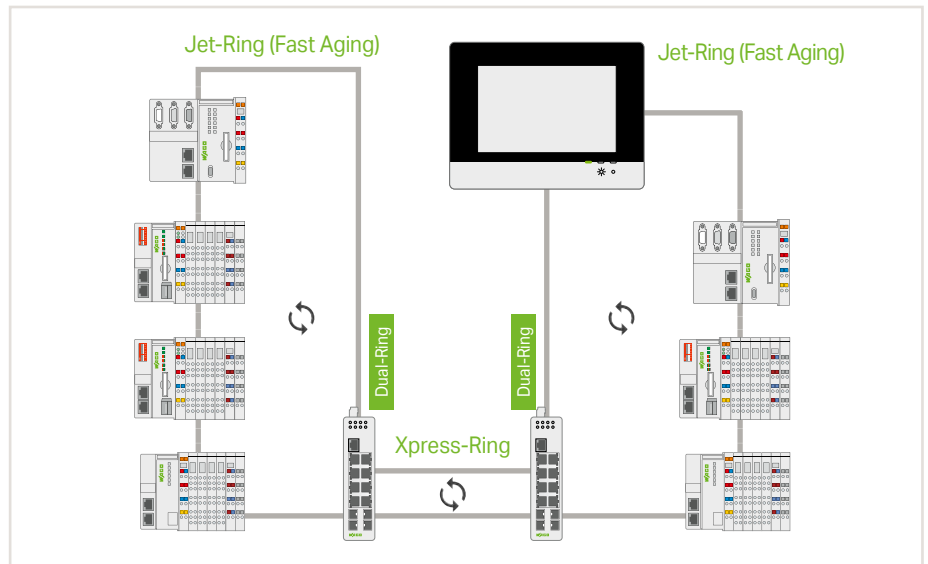 Jet-Ring (Fast Aging)
Jet-Ring (Fast Aging)
Dual-Ring
Dual-Ring
Xpress-Ring